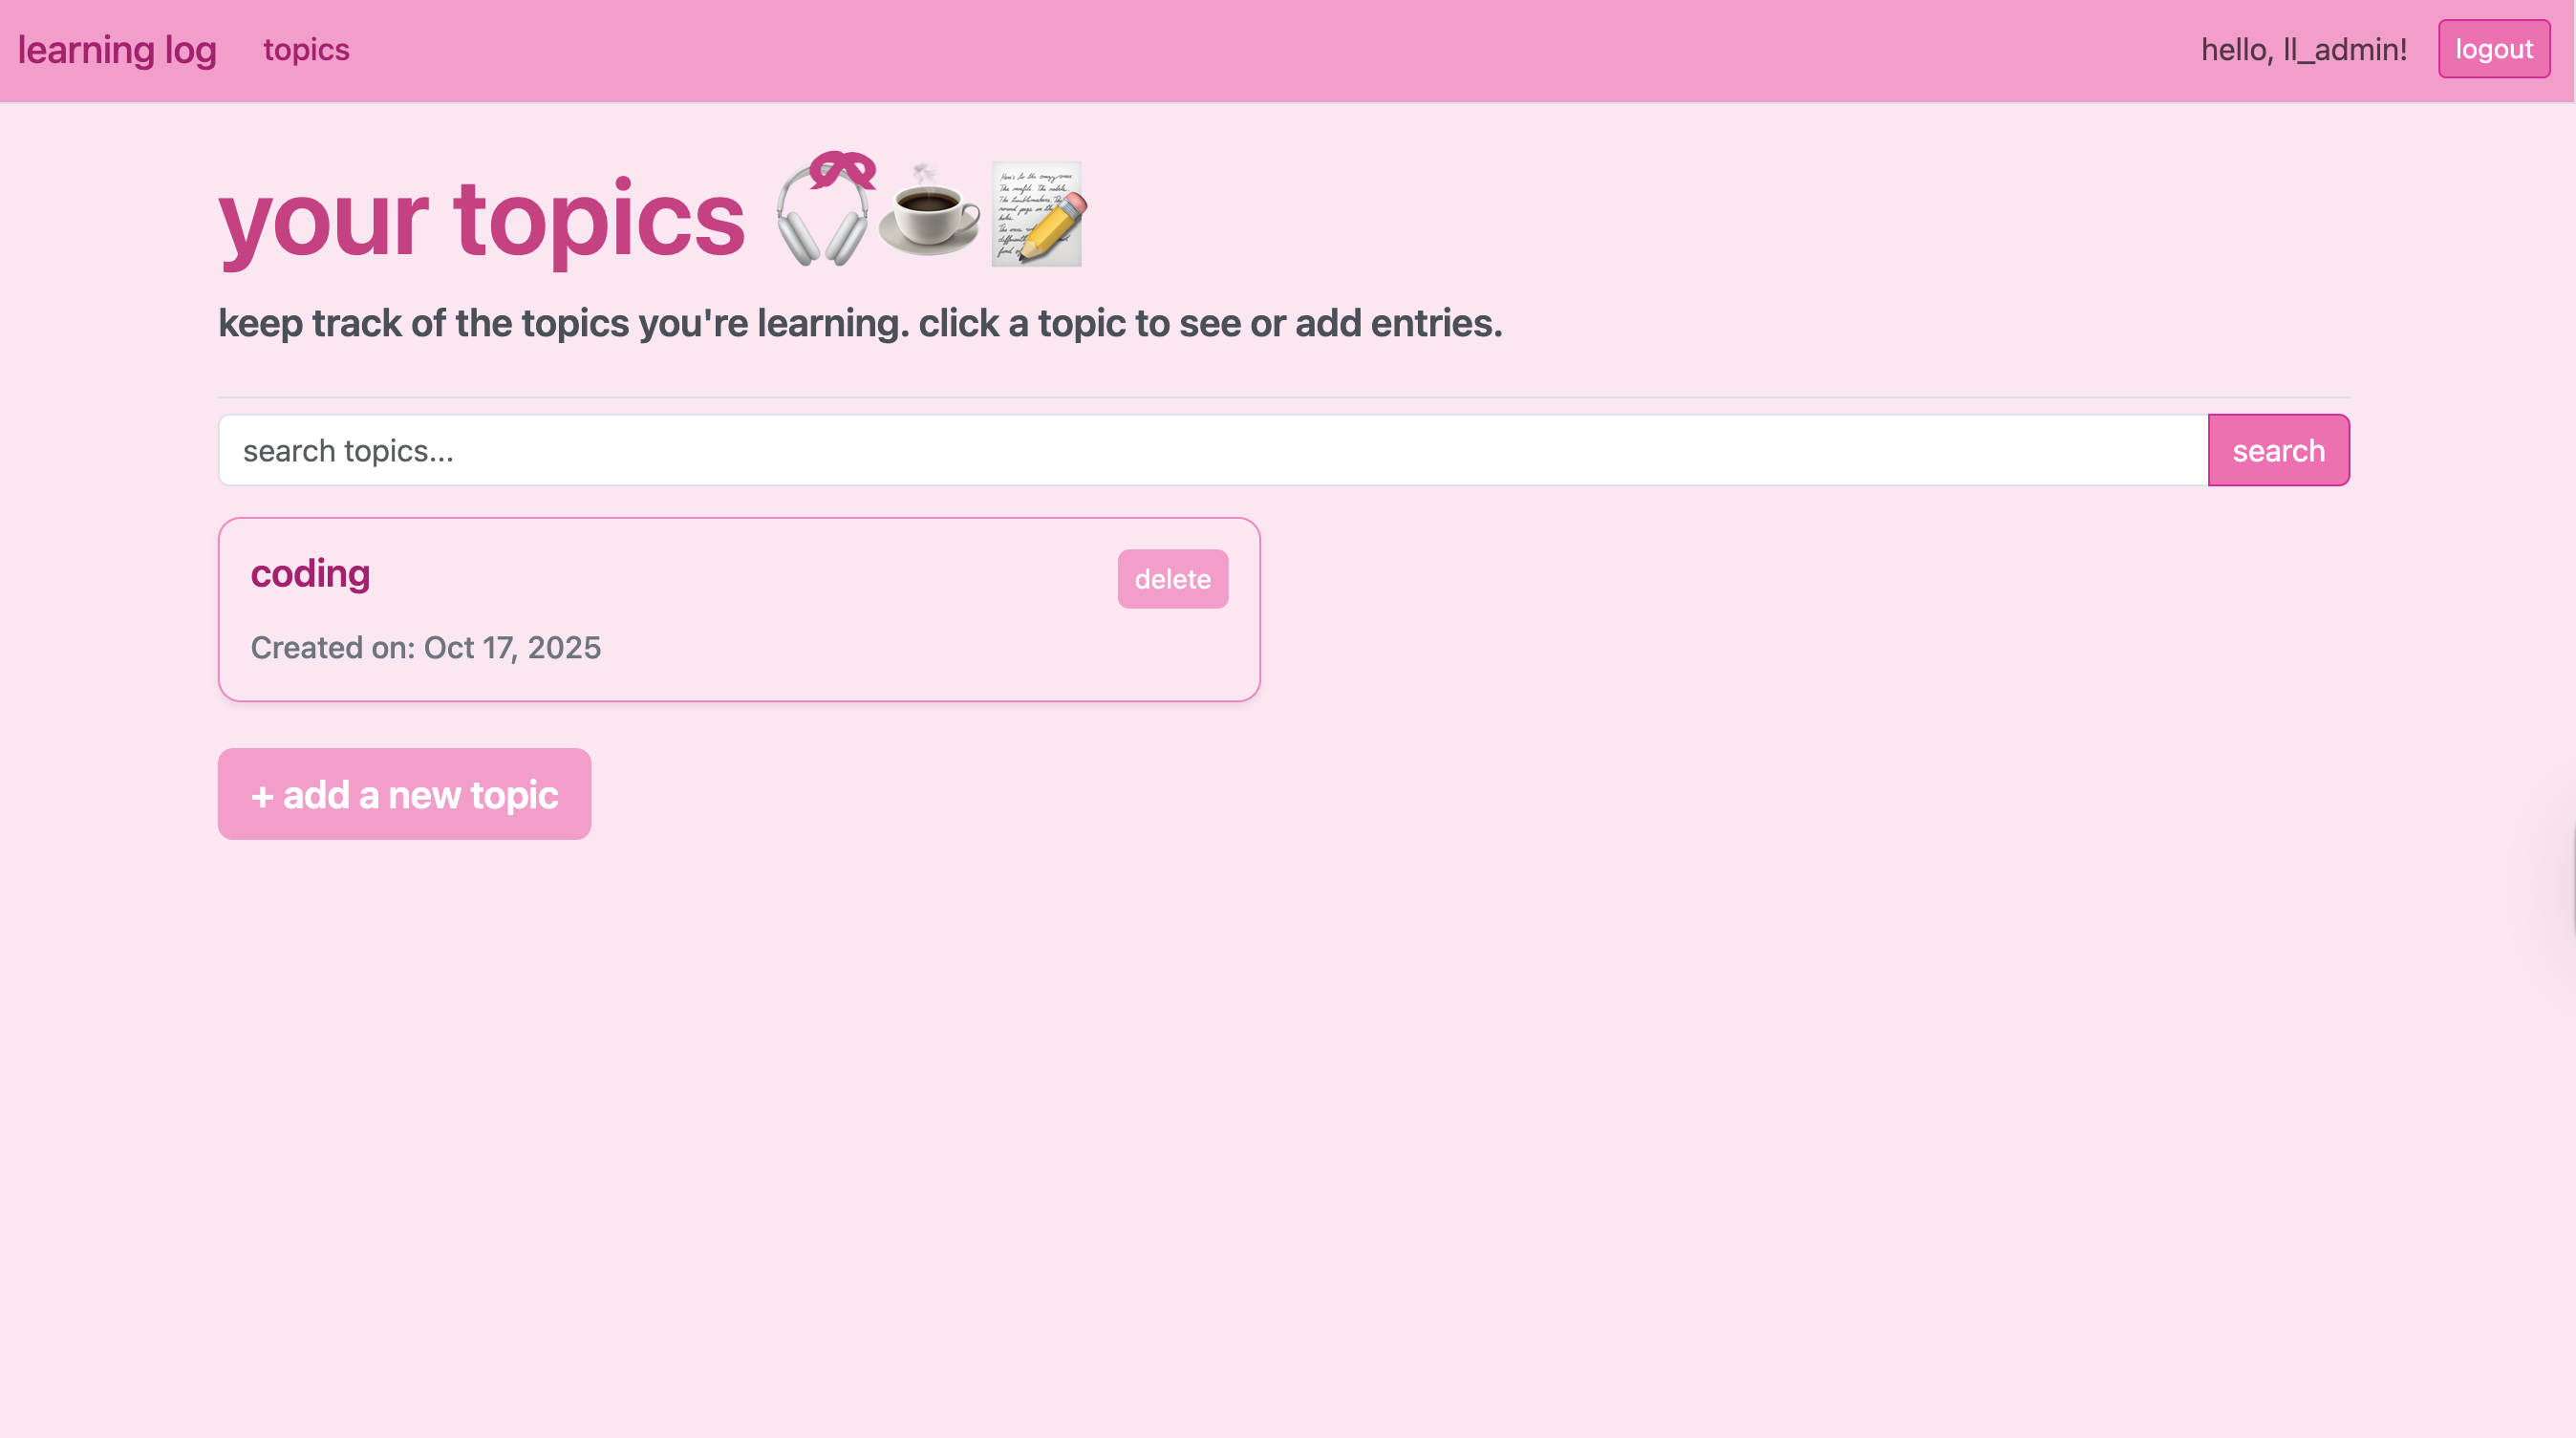 learning log topics hello, ll_admin! logout
your topics
keep track of the topics you're learning. click a topic to see or add entries.
search topics... search
coding delete
Created on: Oct 17, 2025
+ add a new topic